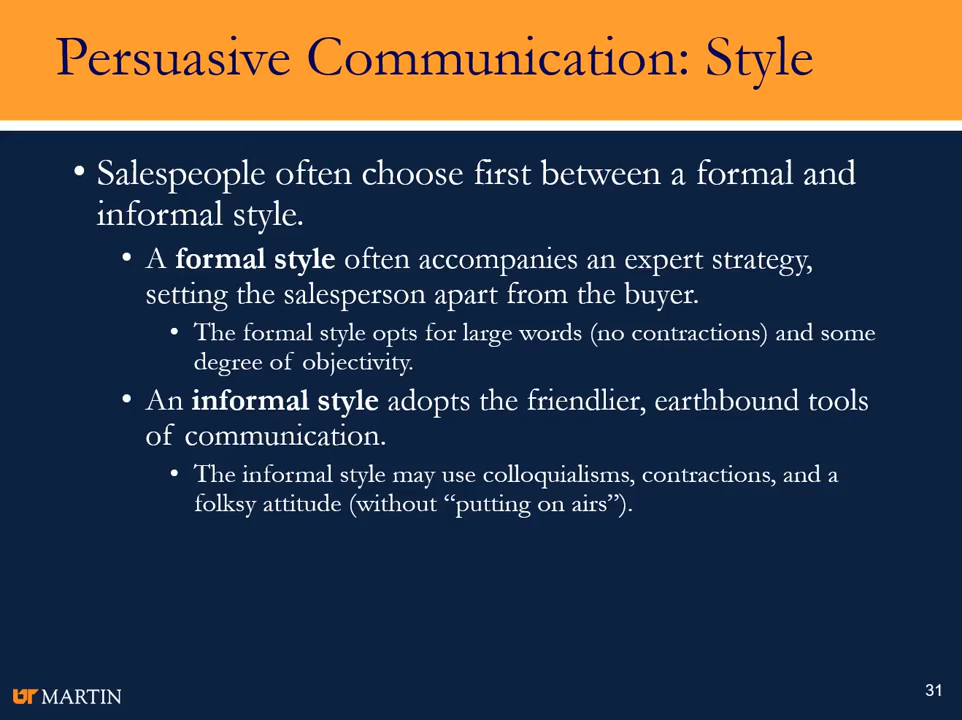 Persuasive Communication: Style
• Salespeople often choose first between a formal and
informal style.
• A formal style often accompanies an expert strategy,
setting the salesperson apart from the buyer.
• The formal style opts for large words (no contractions) and some
degree of objectivity.
• An informal style adopts the friendlier, earthbound tools
of communication.
• The informal style may use colloquialisms, contractions, and a
folksy attitude (without “putting on airs”).
UT MARTIN
31